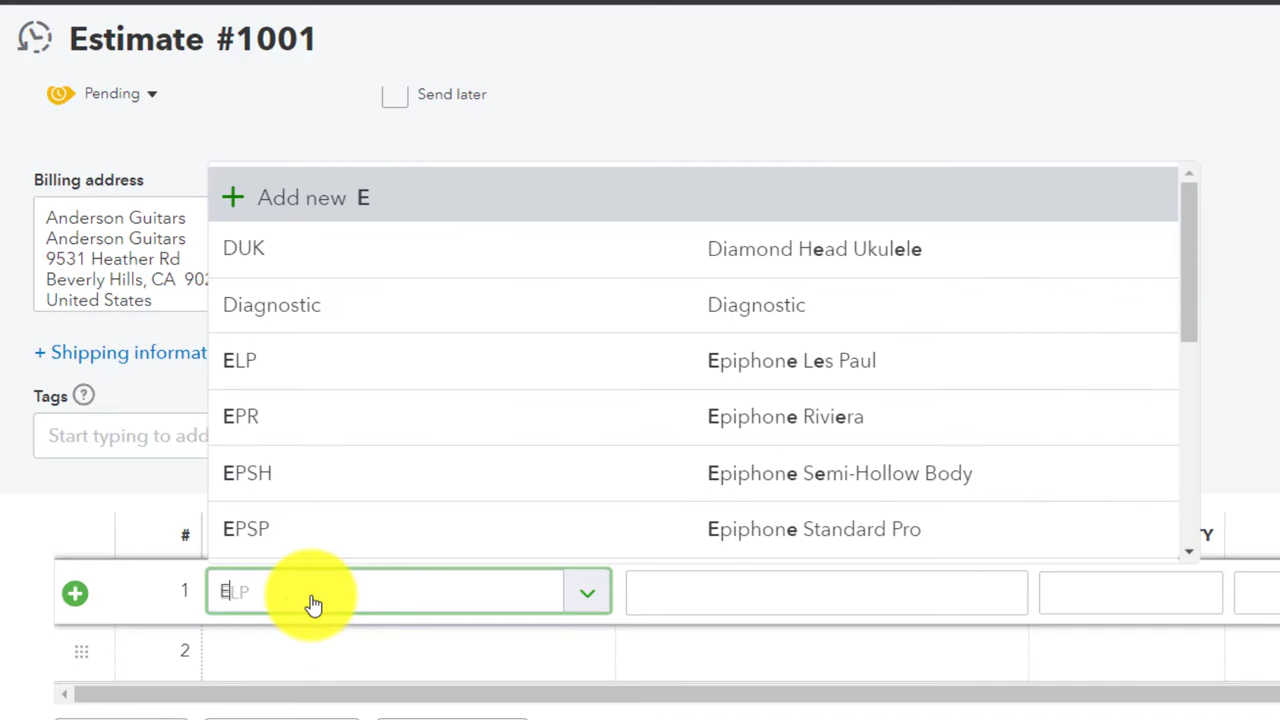 Estimate #1001
Pending
Send later
Billing address
Anderson Guitars
Anderson Guitars
9531 Heather Rd
Beverly Hills, CA 902
United States
+ Shipping informat
Tags ?
Start typing to add
+ Add new E
DUK Diamond Head Ukulele
Diagnostic Diagnostic
ELP Epiphone Les Paul
EPR Epiphone Riviera
EPSH Epiphone Semi-Hollow Body
EPSP Epiphone Standard Pro
# TY
1 ELP
2